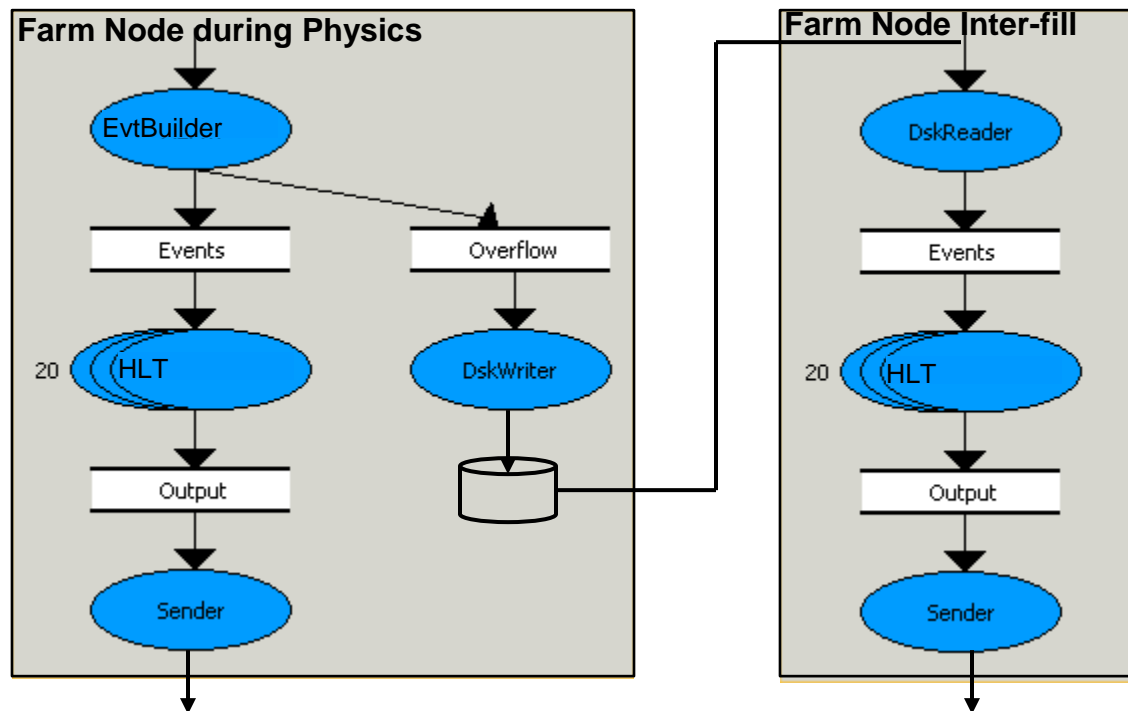 Farm Node during Physics
EvtBuilder
Events
Overflow
20
HLT
DskWriter
Output
Sender
Farm Node Inter-fill
DskReader
Events
20
HLT
Output
Sender